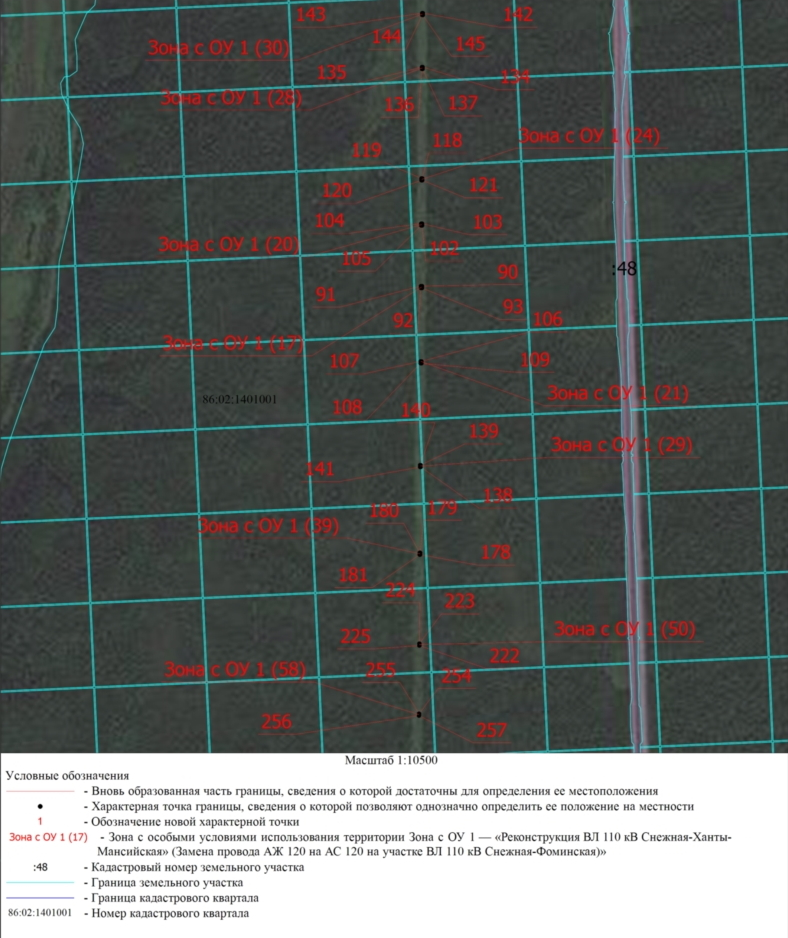 143
142
144
145
Зона с ОУ 1 (30)
135
134
Зона с ОУ 1 (28)
136
137
118
Зона с ОУ 1 (24)
119
120
121
104
103
Зона с ОУ 1 (20)
102
105
90
:48
91
93
92
106
Зона с ОУ 1 (17)
107
109
Зона с ОУ 1 (21)
86:02:1401001
108
140
139
Зона с ОУ 1 (29)
141
138
180
179
Зона с ОУ 1 (39)
178
181
224
223
225
Зона с ОУ 1 (50)
222
Зона с ОУ 1 (58)
255
254
256
257
Масштаб 1:10500
Условные обозначения
- Вновь образованная часть границы, сведения о которой достаточны для определения ее местоположения
- Характерная точка границы, сведения о которой позволяют однозначно определить ее положение на местности
1 - Обозначение новой характерной точки
Зона с ОУ 1 (17) - Зона с особыми условиями использования территории Зона с ОУ 1 — «Реконструкция ВЛ 110 кВ Снежная-Ханты-
Мансийская» (Замена провода АЖ 120 на АС 120 на участке ВЛ 110 кВ Снежная-Фоминская)»
:48 - Кадастровый номер земельного участка
- Граница земельного участка
- Граница кадастрового квартала
86:02:1401001 - Номер кадастрового квартала